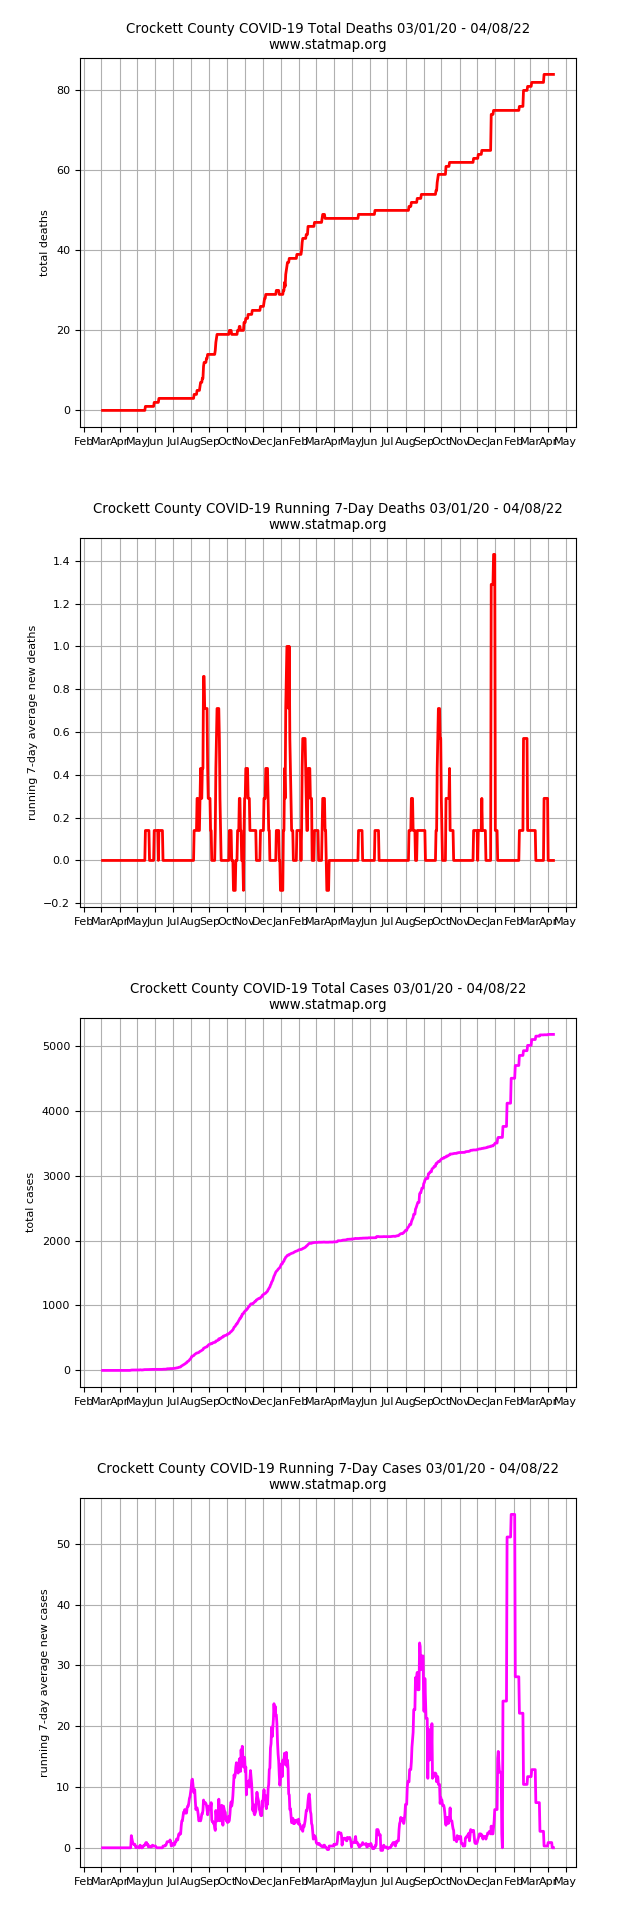 Crockett County COVID-19 Total Deaths 03/01/20 - 04/08/22
www.statmap.org
80
60
40
20
0
total deaths
Feb Mar Apr May Jun Jul Aug Sep Oct Nov Dec Jan Feb Mar Apr May Jun Jul Aug Sep Oct Nov Dec Jan Feb Mar Apr May
Crockett County COVID-19 Running 7-Day Deaths 03/01/20 - 04/08/22
www.statmap.org
1.4
1.2
1.0
0.8
0.6
0.4
0.2
0.0
−0.2
running 7-day average new deaths
Feb Mar Apr May Jun Jul Aug Sep Oct Nov Dec Jan Feb Mar Apr May Jun Jul Aug Sep Oct Nov Dec Jan Feb Mar Apr May
Crockett County COVID-19 Total Cases 03/01/20 - 04/08/22
www.statmap.org
5000
4000
3000
2000
1000
0
total cases
Feb Mar Apr May Jun Jul Aug Sep Oct Nov Dec Jan Feb Mar Apr May Jun Jul Aug Sep Oct Nov Dec Jan Feb Mar Apr May
Crockett County COVID-19 Running 7-Day Cases 03/01/20 - 04/08/22
www.statmap.org
50
40
30
20
10
0
running 7-day average new cases
Feb Mar Apr May Jun Jul Aug Sep Oct Nov Dec Jan Feb Mar Apr May Jun Jul Aug Sep Oct Nov Dec Jan Feb Mar Apr May